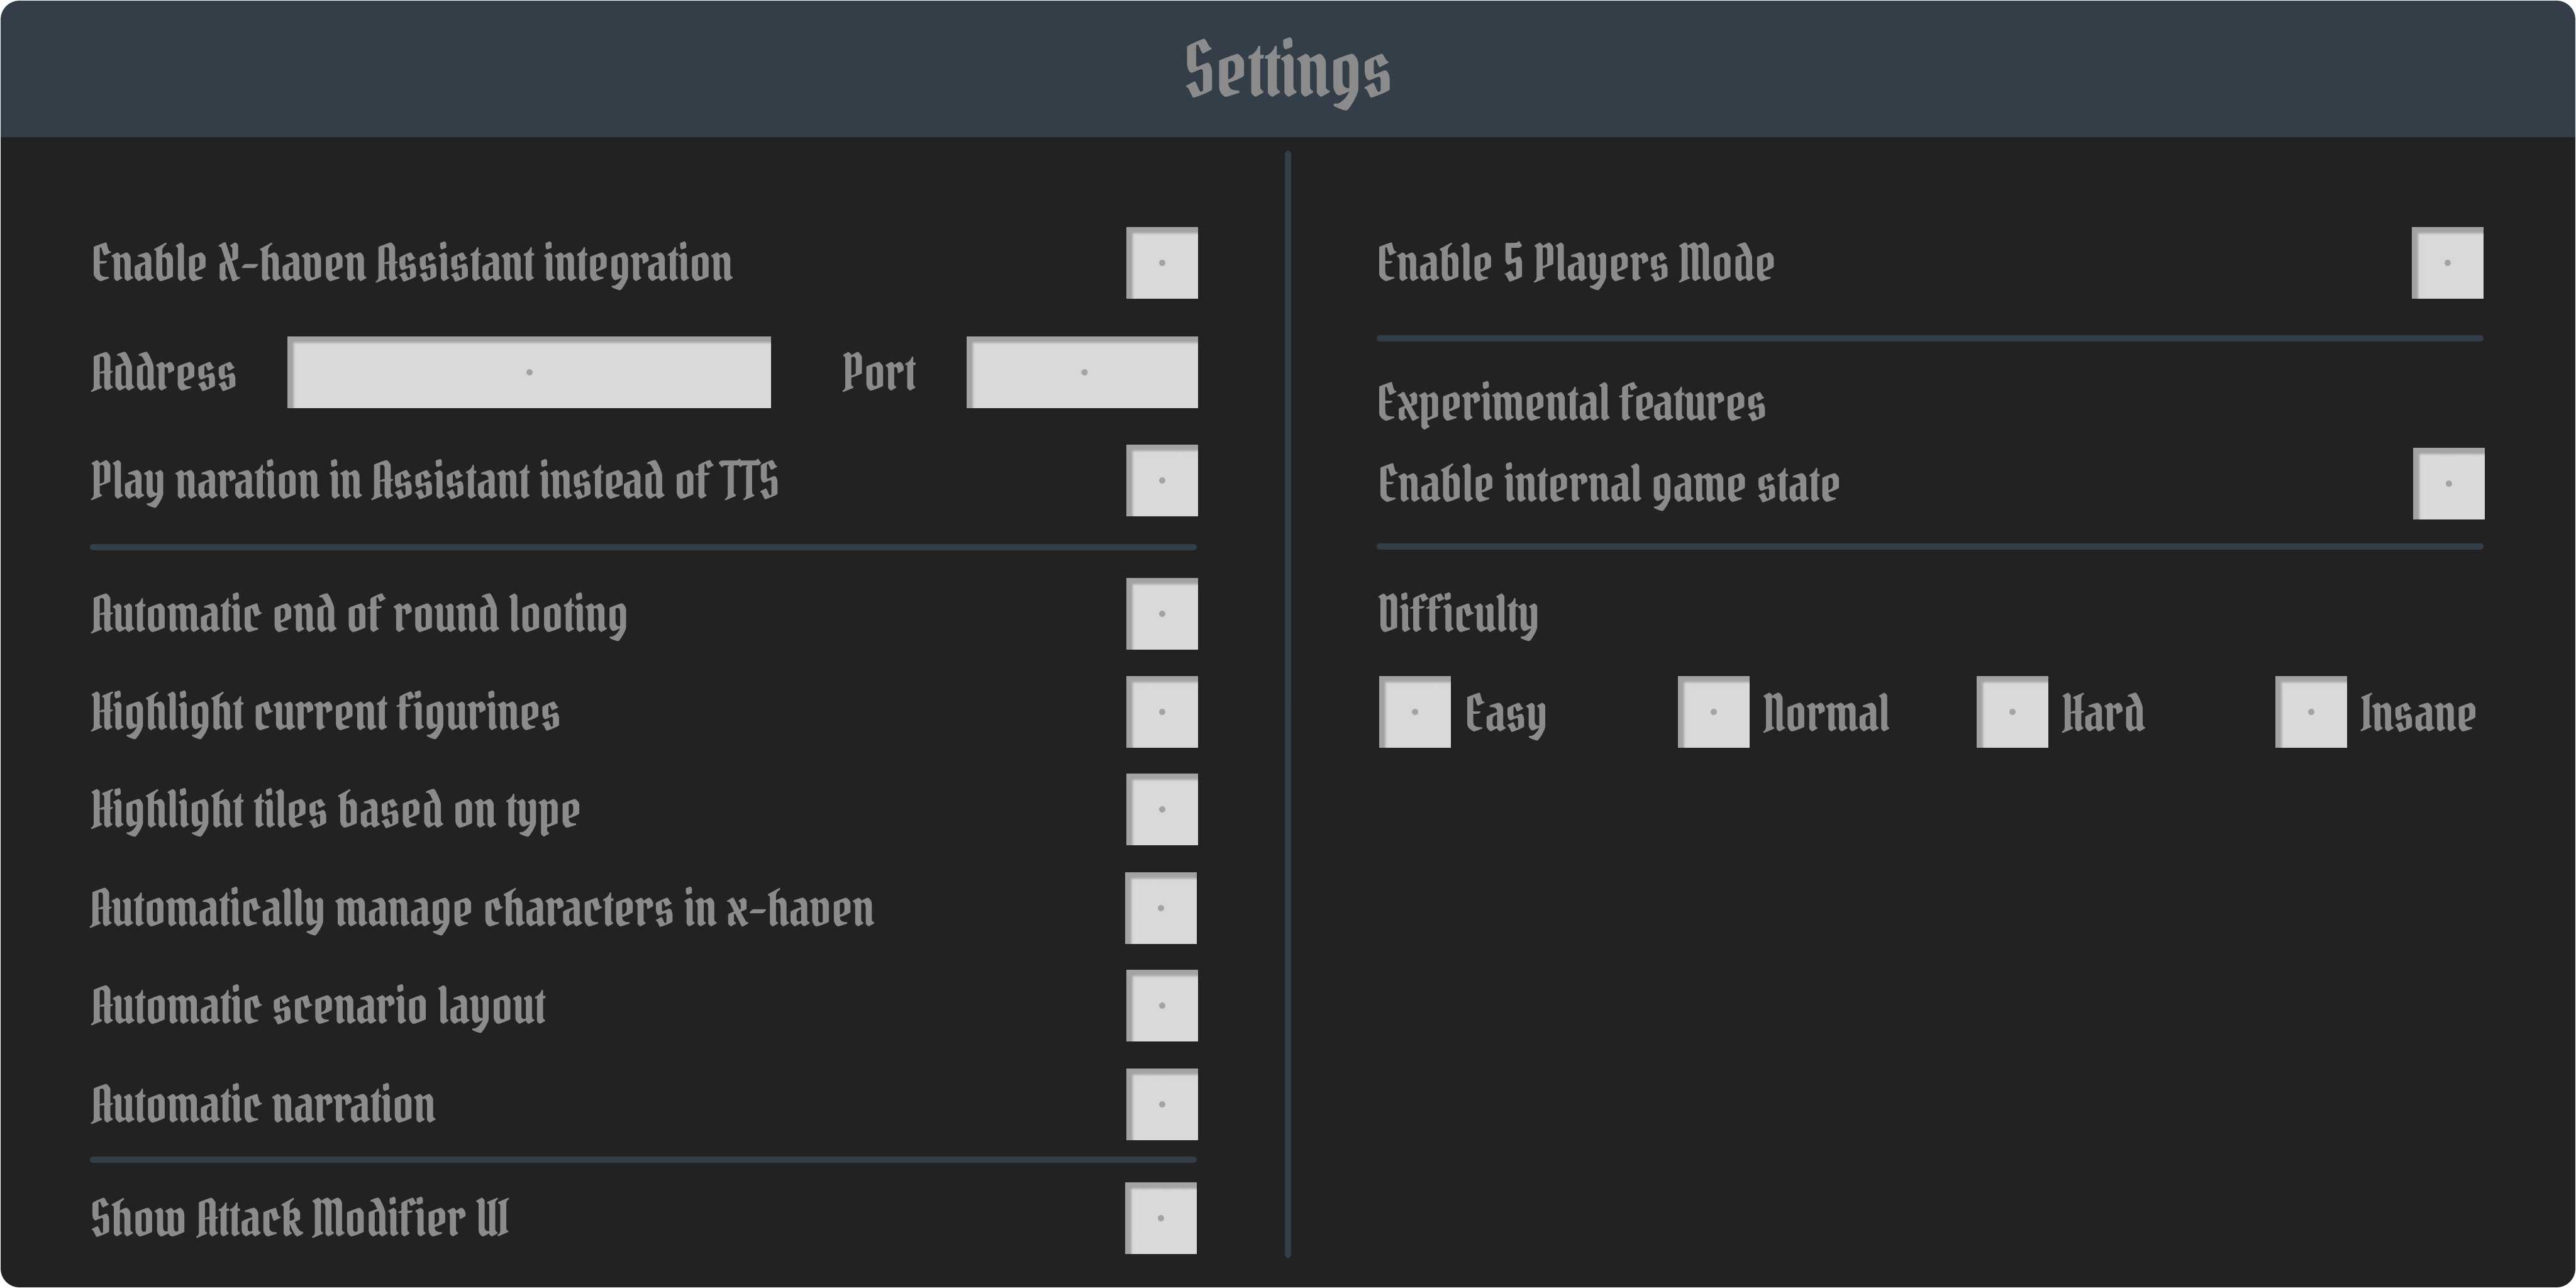 Settings
Enable X-haven Assistant integration
Address Port
Play naration in Assistant instead of TTS
Automatic end of round looting
Highlight current figurines
Highlight tiles based on type
Automatically manage characters in x-haven
Automatic scenario layout
Automatic narration
Show Attack Modifier UI
Enable 5 Players Mode
Experimental features
Enable internal game state
Difficulty
Easy Normal Hard Insane